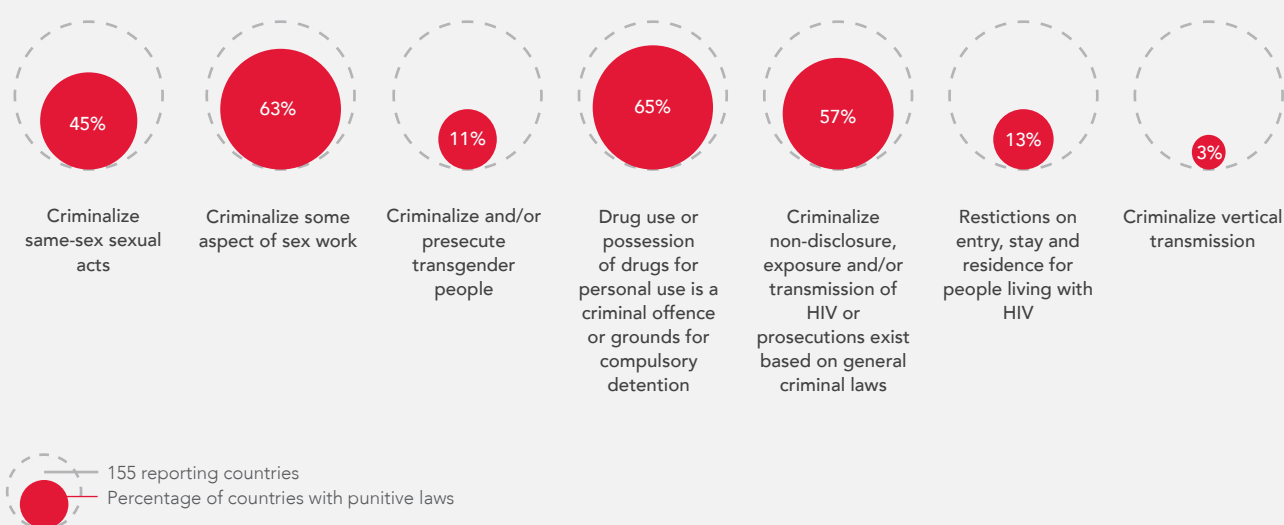 45%
63%
11%
65%
57%
13%
3%
Criminalize
same-sex sexual
acts
Criminalize some
aspect of sex work
Criminalize and/or
presecute
transgender
people
Drug use or
possession
of drugs for
personal use is a
criminal offence
or grounds for
compulsory
detention
Criminalize
non-disclosure,
exposure and/or
transmission of
HIV or
prosecutions exist
based on general
criminal laws
Restictions on
entry, stay and
residence for
people living with
HIV
Criminalize vertical
transmission
155 reporting countries
Percentage of countries with punitive laws